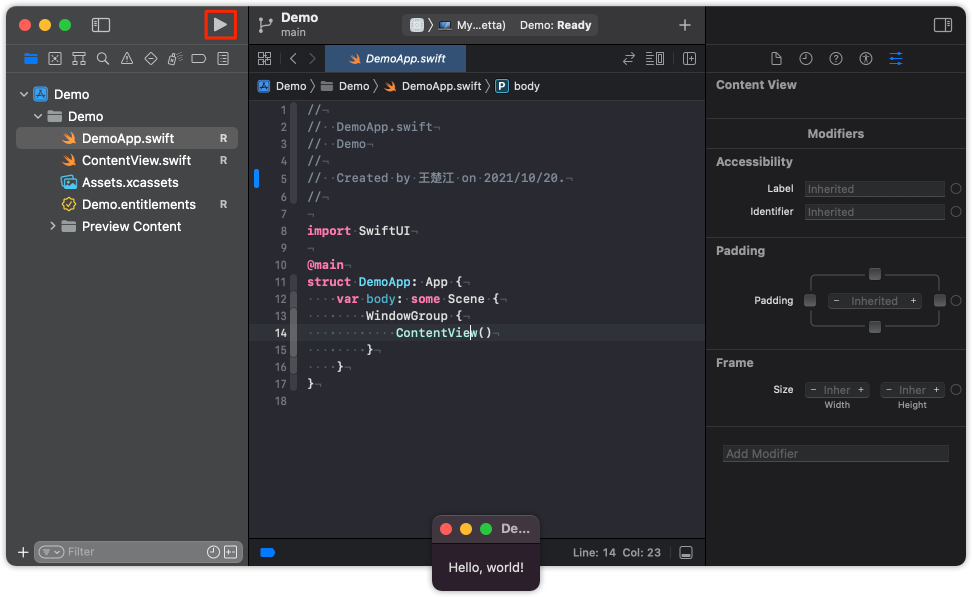 Demo
main
My...etta)
Demo: Ready
DemoApp.swift
Demo
Demo
DemoApp.swift
R
ContentView.swift
R
Assets.xcassets
Demo.entitlements
R
Preview Content
Filter
Demo
Demo
DemoApp.swift
P
body
1 //
2 // DemoApp.swift
3 // Demo
4 //
5 // Created by 王楚江 on 2021/10/20.
6 //
7
8 import SwiftUI
9
10 @main
11 struct DemoApp: App {
12 var body: some Scene {
13 WindowGroup {
14 ContentView()
15 }
16 }
17 }
18
Line: 14 Col: 23
Content View
Modifiers
Accessibility
Label
Inherited
Identifier
Inherited
Padding
Padding
− Inherited +
Frame
Size
− Inher +
− Inher +
Width
Height
Add Modifier
De...
Hello, world!